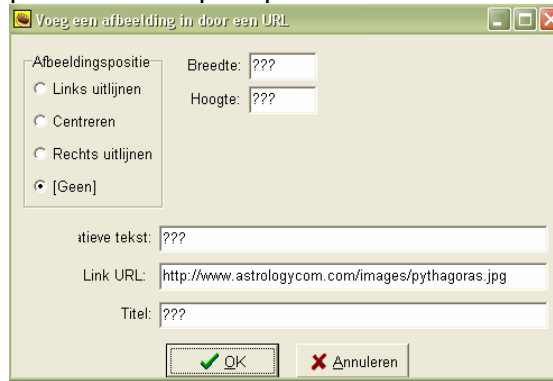 Voeg een afbeelding in door een URL
Afbeeldingspositie
Links uitlijnen
Centreren
Rechts uitlijnen
[Geen]
Breedte: ???
Hoogte: ???
atieve tekst: ???
Link URL: http://www.astrologycom.com/images/pythagoras.jpg
Titel: ???
OK
Annuleren